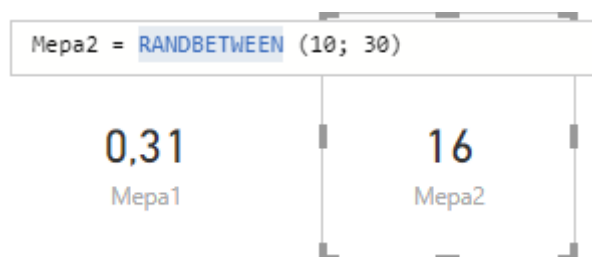 Мера2 = RANDBETWEEN (10; 30)
0,31
16
Мера1
Мера2